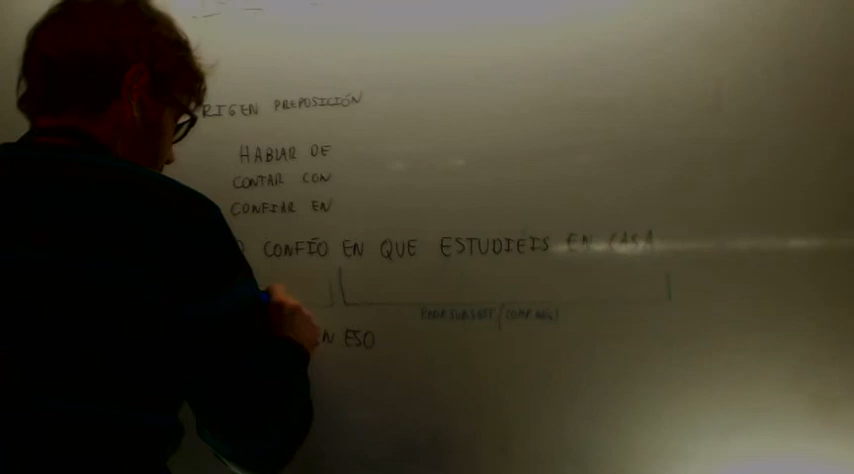 RIGEN PREPOSICIÓN
HABLAR DE
CONTAR CON
CONFIAR EN
O CONFÍO EN QUE ESTUDIEIS EN CASA
N ESO